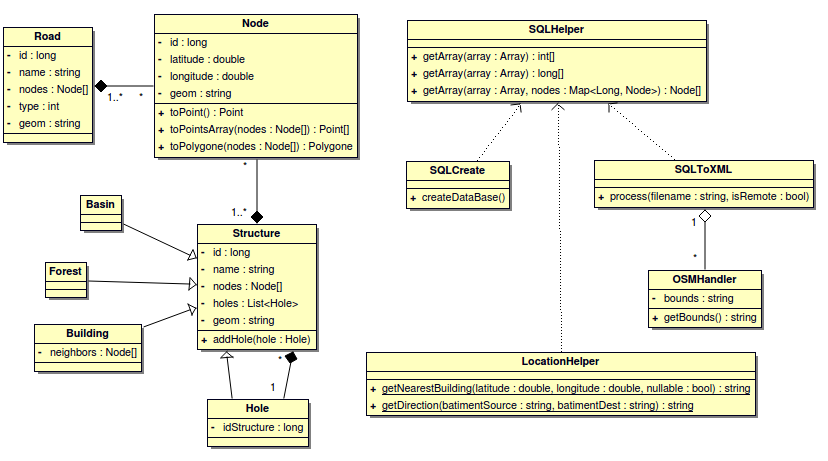 Road
- id : long
- name : string
- nodes : Node[]
- type : int
- geom : string
1..*
*
Node
- id : long
- latitude : double
- longitude : double
- geom : string
+ toPoint() : Point
+ toPointsArray(nodes : Node[]) : Point[]
+ toPolygone(nodes : Node[]) : Polygone
*
1..*
Basin
Forest
Building
- neighbors : Node[]
Structure
- id : long
- name : string
- nodes : Node[]
- holes : List<Hole>
- geom : string
+ addHole(hole : Hole)
*
1
Hole
- idStructure : long
SQLHelper
+ getArray(array : Array) : int[]
+ getArray(array : Array) : long[]
+ getArray(array : Array, nodes : Map<Long, Node>) : Node[]
SQLCreate
+ createDataBase()
SQLToXML
+ process(filename : string, isRemote : bool)
1
*
OSMHandler
- bounds : string
+ getBounds() : string
LocationHelper
+ getNearestBuilding(latitude : double, longitude : double, nullable : bool) : string
+ getDirection(batimentSource : string, batimentDest : string) : string